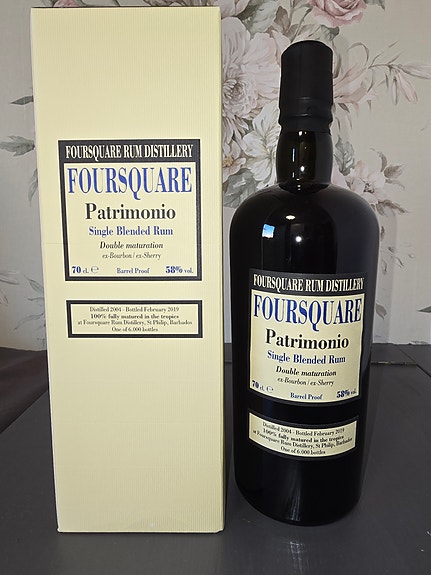 FOURSQUARE RUM DISTILLERY
FOURSQUARE
Patrimonio
Single Blended Rum
Double maturation
ex-Bourbon / ex-Sherry
70 cl. ℮ Barrel Proof 58% vol.
Distilled 2004 - Bottled February 2019
100% fully matured in the tropics
at Foursquare Rum Distillery, St Philip, Barbados
One of 6.000 bottles
FOURSQUARE RUM DISTILLERY
FOURSQUARE
Patrimonio
Single Blended Rum
Double maturation
ex-Bourbon / ex-Sherry
70 cl. ℮ Barrel Proof 58% vol.
Distilled 2004 - Bottled February 2019
100% fully matured in the tropics
at Foursquare Rum Distillery, St Philip, Barbados
One of 6.000 bottles